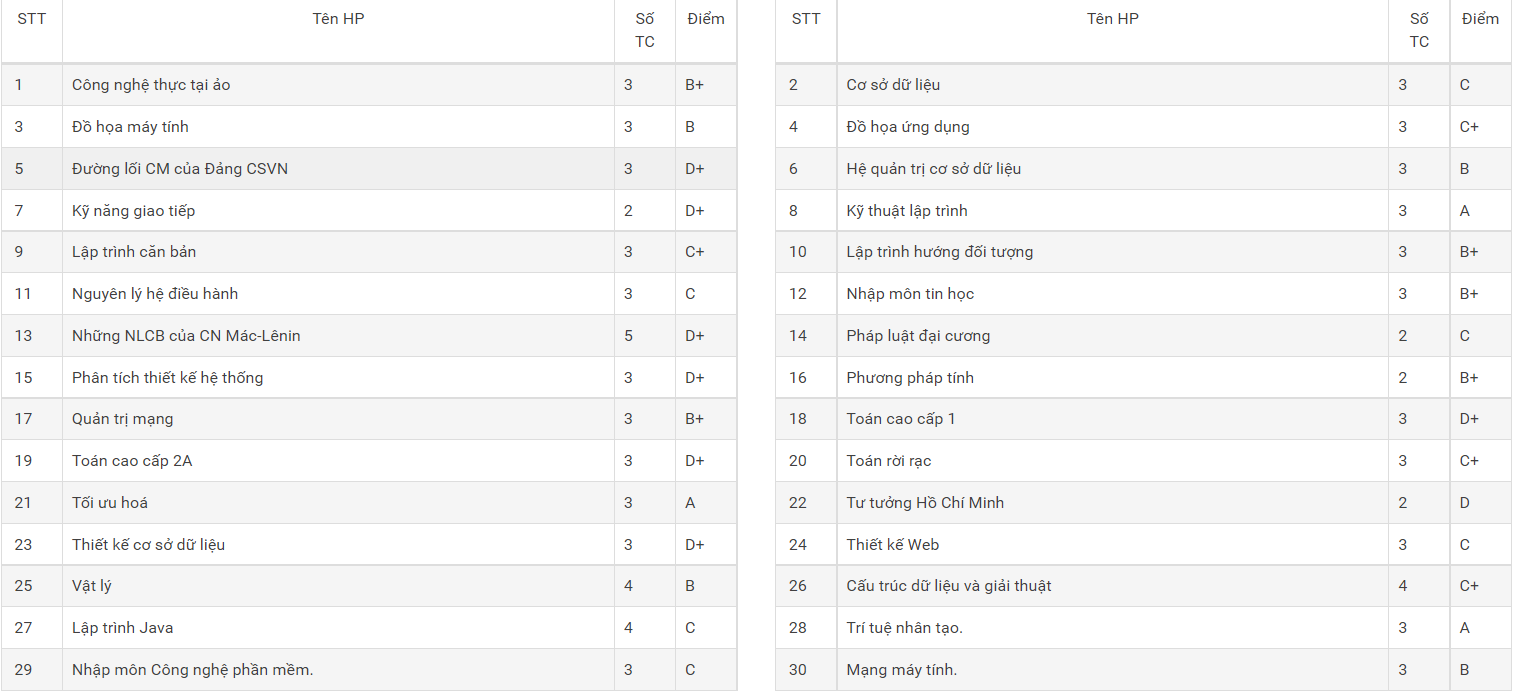 STT Tên HP Số TC Điểm STT Tên HP Số TC Điểm
1 Công nghệ thực tại ảo 3 B+ 2 Cơ sở dữ liệu 3 C
3 Đồ họa máy tính 3 B 4 Đồ họa ứng dụng 3 C+
5 Đường lối CM của Đảng CSVN 3 D+ 6 Hệ quản trị cơ sở dữ liệu 3 B
7 Kỹ năng giao tiếp 2 D+ 8 Kỹ thuật lập trình 3 A
9 Lập trình căn bản 3 C+ 10 Lập trình hướng đối tượng 3 B+
11 Nguyên lý hệ điều hành 3 C 12 Nhập môn tin học 3 B+
13 Những NLCB của CN Mác-Lênin 5 D+ 14 Pháp luật đại cương 2 C
15 Phân tích thiết kế hệ thống 3 D+ 16 Phương pháp tính 2 B+
17 Quản trị mạng 3 B+ 18 Toán cao cấp 1 3 D+
19 Toán cao cấp 2A 3 D+ 20 Toán rời rạc 3 C+
21 Tối ưu hoá 3 A 22 Tư tưởng Hồ Chí Minh 2 D
23 Thiết kế cơ sở dữ liệu 3 D+ 24 Thiết kế Web 3 C
25 Vật lý 4 B 26 Cấu trúc dữ liệu và giải thuật 4 C+
27 Lập trình Java 4 C 28 Trí tuệ nhân tạo. 3 A
29 Nhập môn Công nghệ phần mềm. 3 C 30 Mạng máy tính. 3 B